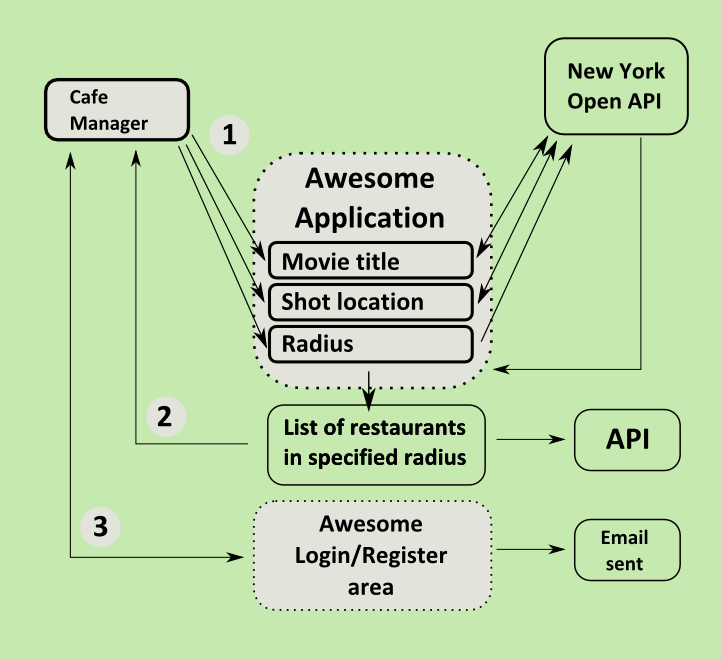 Cafe
Manager
1
New York
Open API
Awesome
Application
Movie title
Shot location
Radius
2
List of restaurants
in specified radius
API
3
Awesome
Login/Register
area
Email
sent